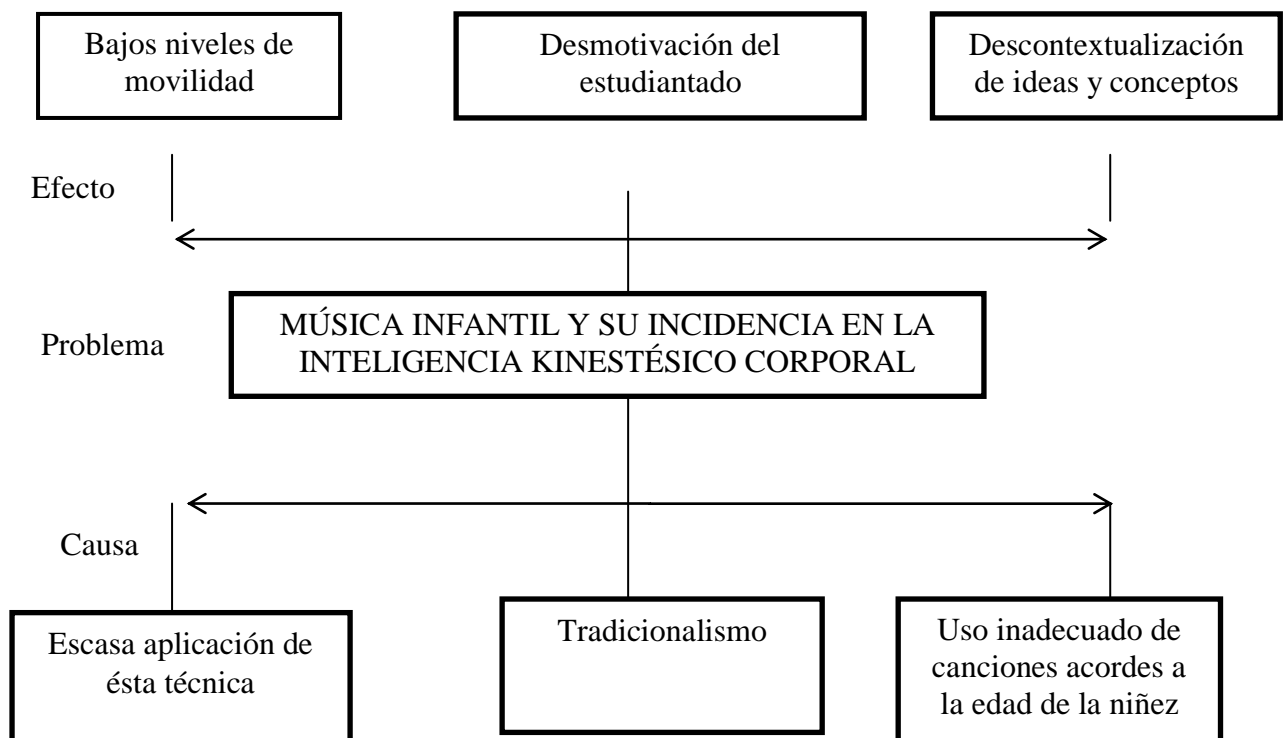 Bajos niveles de
movilidad
Desmotivación del
estudiantado
Descontextualización
de ideas y conceptos
Efecto
Problema
MÚSICA INFANTIL Y SU INCIDENCIA EN LA
INTELIGENCIA KINESTÉSICO CORPORAL
Causa
Escasa aplicación de
ésta técnica
Tradicionalismo
Uso inadecuado de
canciones acordes a
la edad de la niñez